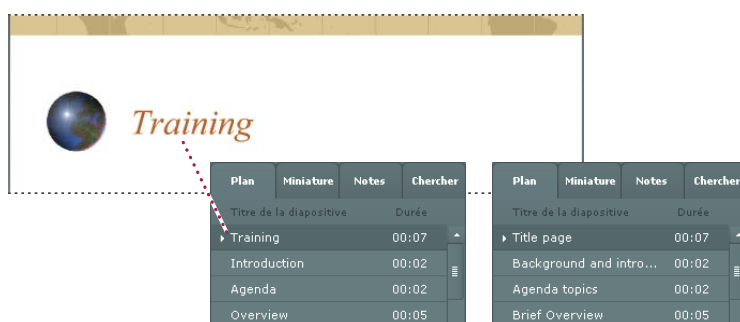 Training
Plan Miniature Notes Chercher
Titre de la diapositive Durée
Training 00:07
Introduction 00:02
Agenda 00:02
Overview 00:05
Plan Miniature Notes Chercher
Titre de la diapositive Durée
Title page 00:07
Background and intro... 00:02
Agenda topics 00:02
Brief Overview 00:05